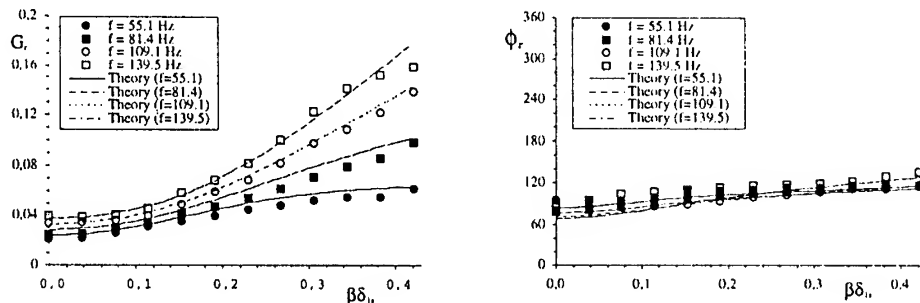 0,2
G_r
0,16
0,12
0,08
0,04
0
f = 55.1 Hz
f = 81.4 Hz
f = 109.1 Hz
f = 139.5 Hz
Theory (f=55.1)
Theory (f=81.4)
Theory (f=109.1)
Theory (f=139.5)
0,0 0,1 0,2 0,3 0,4
βδ_u
360
ϕ_r
300
240
180
120
60
0
f = 55.1 Hz
f = 81.4 Hz
f = 109.1 Hz
f = 139.5 Hz
Theory (f=55.1)
Theory (f=81.4)
Theory (f=109.1)
Theory (f=139.5)
0,0 0,1 0,2 0,3 0,4
βδ_u